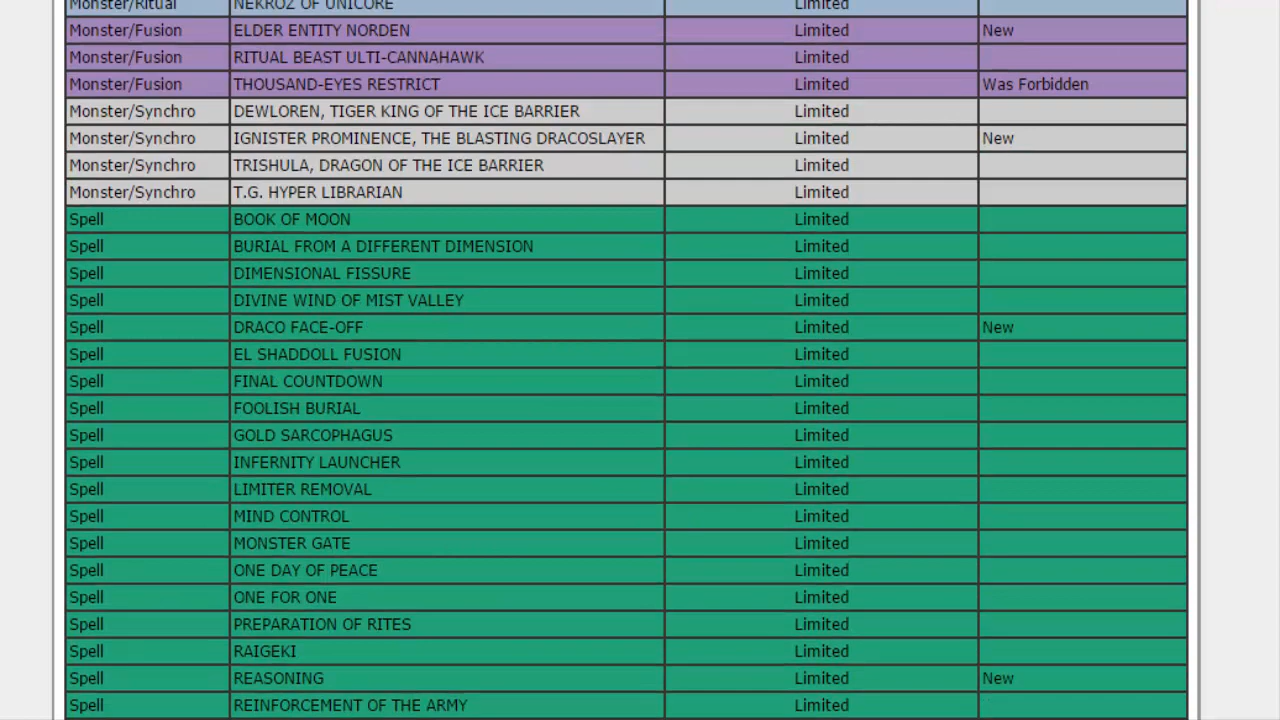 Monster/Ritual NEKROZ OF UNICORE Limited
Monster/Fusion ELDER ENTITY NORDEN Limited New
Monster/Fusion RITUAL BEAST ULTI-CANNAHAWK Limited
Monster/Fusion THOUSAND-EYES RESTRICT Limited Was Forbidden
Monster/Synchro DEWLOREN, TIGER KING OF THE ICE BARRIER Limited
Monster/Synchro IGNISTER PROMINENCE, THE BLASTING DRACOSLAYER Limited New
Monster/Synchro TRISHULA, DRAGON OF THE ICE BARRIER Limited
Monster/Synchro T.G. HYPER LIBRARIAN Limited
Spell BOOK OF MOON Limited
Spell BURIAL FROM A DIFFERENT DIMENSION Limited
Spell DIMENSIONAL FISSURE Limited
Spell DIVINE WIND OF MIST VALLEY Limited
Spell DRACO FACE-OFF Limited New
Spell EL SHADDOLL FUSION Limited
Spell FINAL COUNTDOWN Limited
Spell FOOLISH BURIAL Limited
Spell GOLD SARCOPHAGUS Limited
Spell INFERNITY LAUNCHER Limited
Spell LIMITER REMOVAL Limited
Spell MIND CONTROL Limited
Spell MONSTER GATE Limited
Spell ONE DAY OF PEACE Limited
Spell ONE FOR ONE Limited
Spell PREPARATION OF RITES Limited
Spell RAIGEKI Limited
Spell REASONING Limited New
Spell REINFORCEMENT OF THE ARMY Limited